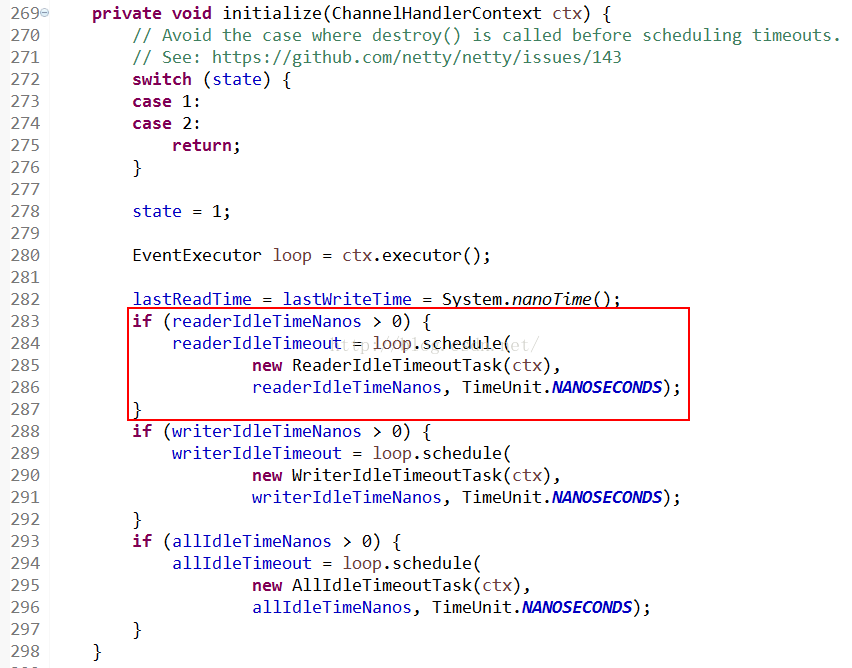 269 private void initialize(ChannelHandlerContext ctx) {
270 // Avoid the case where destroy() is called before scheduling timeouts.
271 // See: https://github.com/netty/netty/issues/143
272 switch (state) {
273 case 1:
274 case 2:
275 return;
276 }
277
278 state = 1;
279
280 EventExecutor loop = ctx.executor();
281
282 lastReadTime = lastWriteTime = System.nanoTime();
283 if (readerIdleTimeNanos > 0) {
284 readerIdleTimeout = loop.schedule(
285 new ReaderIdleTimeoutTask(ctx),
286 readerIdleTimeNanos, TimeUnit.NANOSECONDS);
287 }
288 if (writerIdleTimeNanos > 0) {
289 writerIdleTimeout = loop.schedule(
290 new WriterIdleTimeoutTask(ctx),
291 writerIdleTimeNanos, TimeUnit.NANOSECONDS);
292 }
293 if (allIdleTimeNanos > 0) {
294 allIdleTimeout = loop.schedule(
295 new AllIdleTimeoutTask(ctx),
296 allIdleTimeNanos, TimeUnit.NANOSECONDS);
297 }
298 }